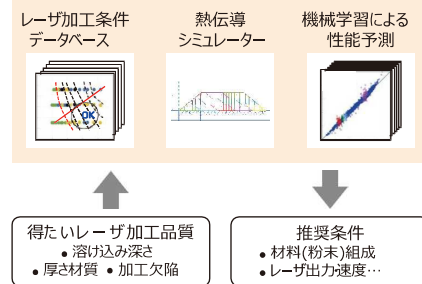 レーザ加工条件
データベース
熱伝導
シミュレーター
機械学習による
性能予測
OK
得たいレーザ加工品質
• 溶け込み深さ
• 厚さ材質 • 加工欠陥
推奨条件
• 材料(粉末)組成
• レーザ出力・速度…